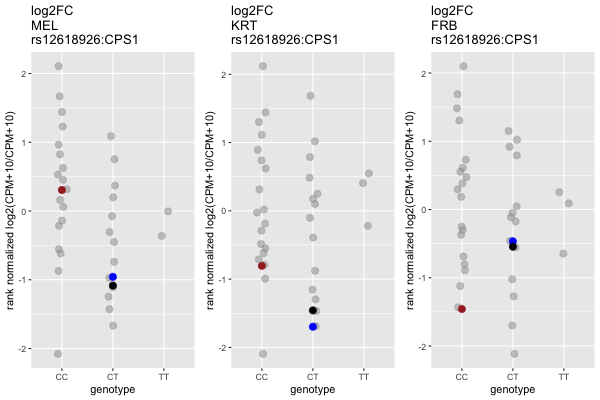 log2FC
MEL
rs12618926:CPS1
rank normalized log2(CPM+10/CPM+10)
2
1
0
-1
-2
CC
CT
TT
genotype
log2FC
KRT
rs12618926:CPS1
rank normalized log2(CPM+10/CPM+10)
2
1
0
-1
-2
CC
CT
TT
genotype
log2FC
FRB
rs12618926:CPS1
rank normalized log2(CPM+10/CPM+10)
2
1
0
-1
-2
CC
CT
TT
genotype